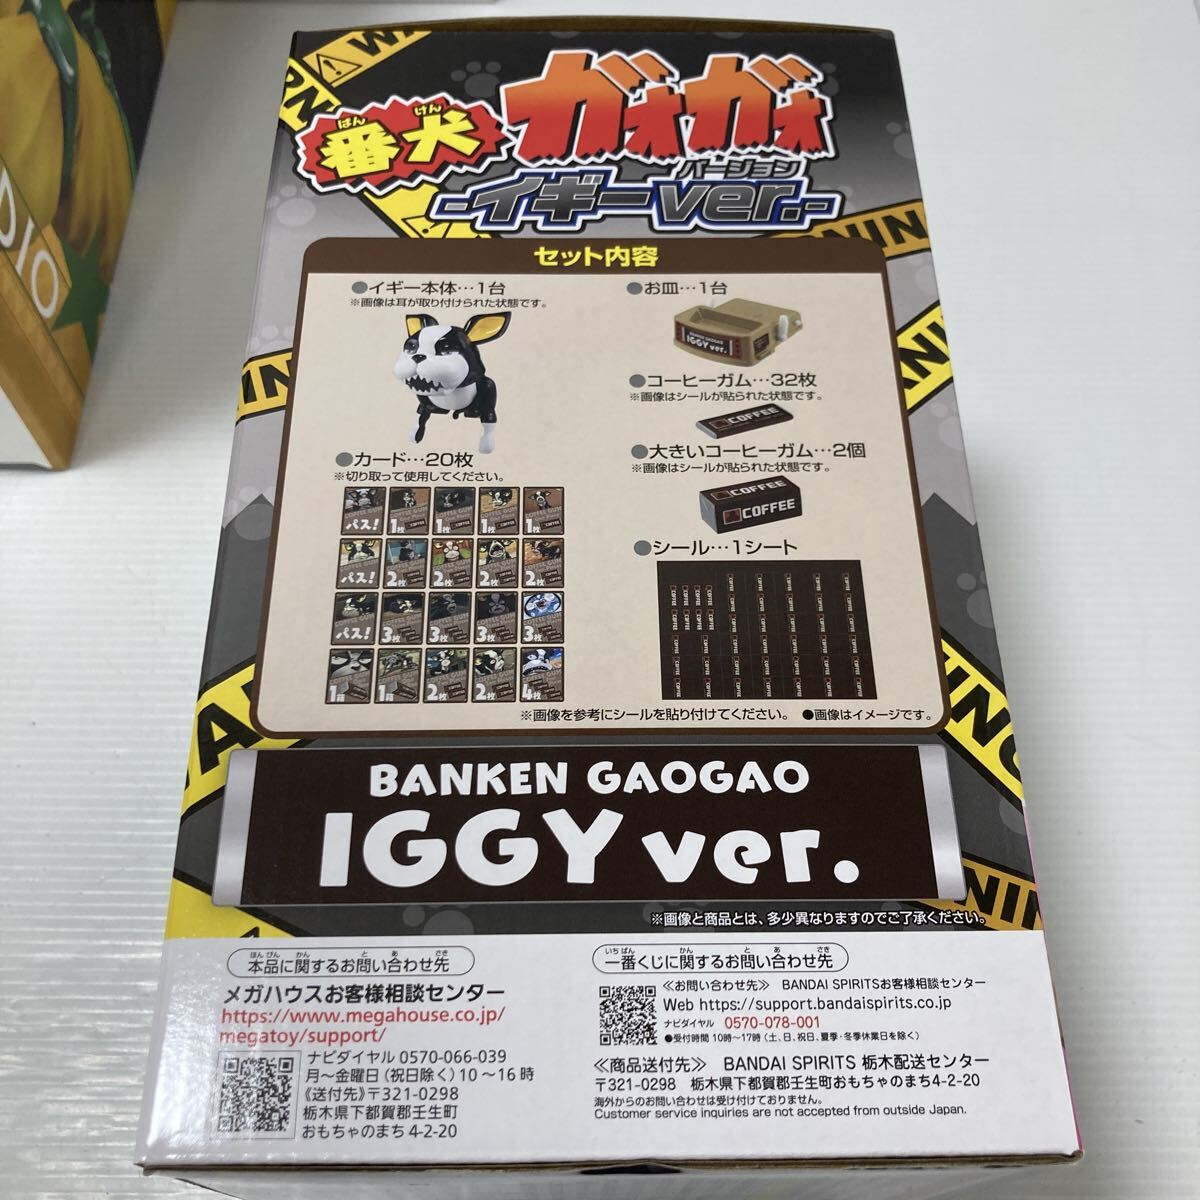 DIO
WA
RN
ばん けん
番犬
ガオガオ
バージョン
-イギーver.-
NIN
セット内容
●イギー本体…1台
※画像は耳が取り付けられた状態です。
●お皿…1台
BANKEN GAOGAO
IGGY ver.
●コーヒーガム…32枚
※画像はシールが貼られた状態です。
COFFEE
●大きいコーヒーガム…2個
※画像はシールが貼られた状態です。
COFFEE
COFFEE
●カード…20枚
※切り取って使用してください。
パス! 1枚 1枚 1枚 1枚
パス! 2枚 2枚 2枚 2枚
パス! 3枚 3枚 3枚 3枚
1箱 1箱 2枚 2枚 4枚
●シール…1シート
※画像を参考にシールを貼り付けてください。 ●画像はイメージです。
BANKEN GAOGAO
IGGY ver.
※画像と商品とは、多少異なりますのでご了承ください。
ほんぴん かん と あ さき
本品に関するお問い合わせ先
メガハウスお客様相談センター
https://www.megahouse.co.jp/
megatoy/support/
ナビダイヤル 0570-066-039
月～金曜日(祝日除く)10～16時
《送付先》〒321-0298
栃木県下都賀郡壬生町
おもちゃのまち4-2-20
いちばん かん と あ さき
一番くじに関するお問い合わせ先
≪お問い合わせ先≫ BANDAI SPIRITSお客様相談センター
Web https://support.bandaispirits.co.jp
ナビダイヤル 0570-078-001
●受付時間 10時～17時(土、日、祝日、夏季・冬季休業日を除く)
≪商品送付先≫ BANDAI SPIRITS 栃木配送センター
〒321-0298 栃木県下都賀郡壬生町おもちゃのまち4-2-20
海外からのお問い合わせは受け付けておりません。
Customer service inquiries are not accepted from outside Japan.